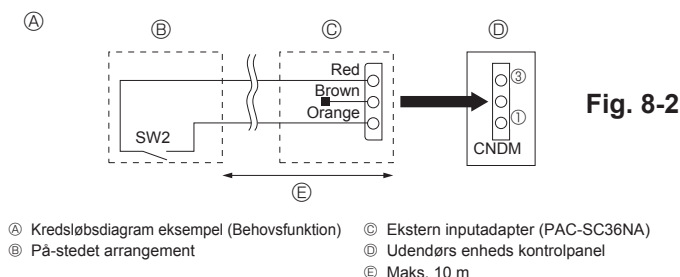 Ⓐ
Ⓑ Ⓒ Ⓓ
Red
Brown
Orange
SW2
③
①
CNDM
Ⓔ
Fig. 8-2
Ⓐ Kredsløbsdiagram eksempel (Behovsfunktion)
Ⓑ På-stedet arrangement
Ⓒ Ekstern inputadapter (PAC-SC36NA)
Ⓓ Udendørs enheds kontrolpanel
Ⓔ Maks. 10 m